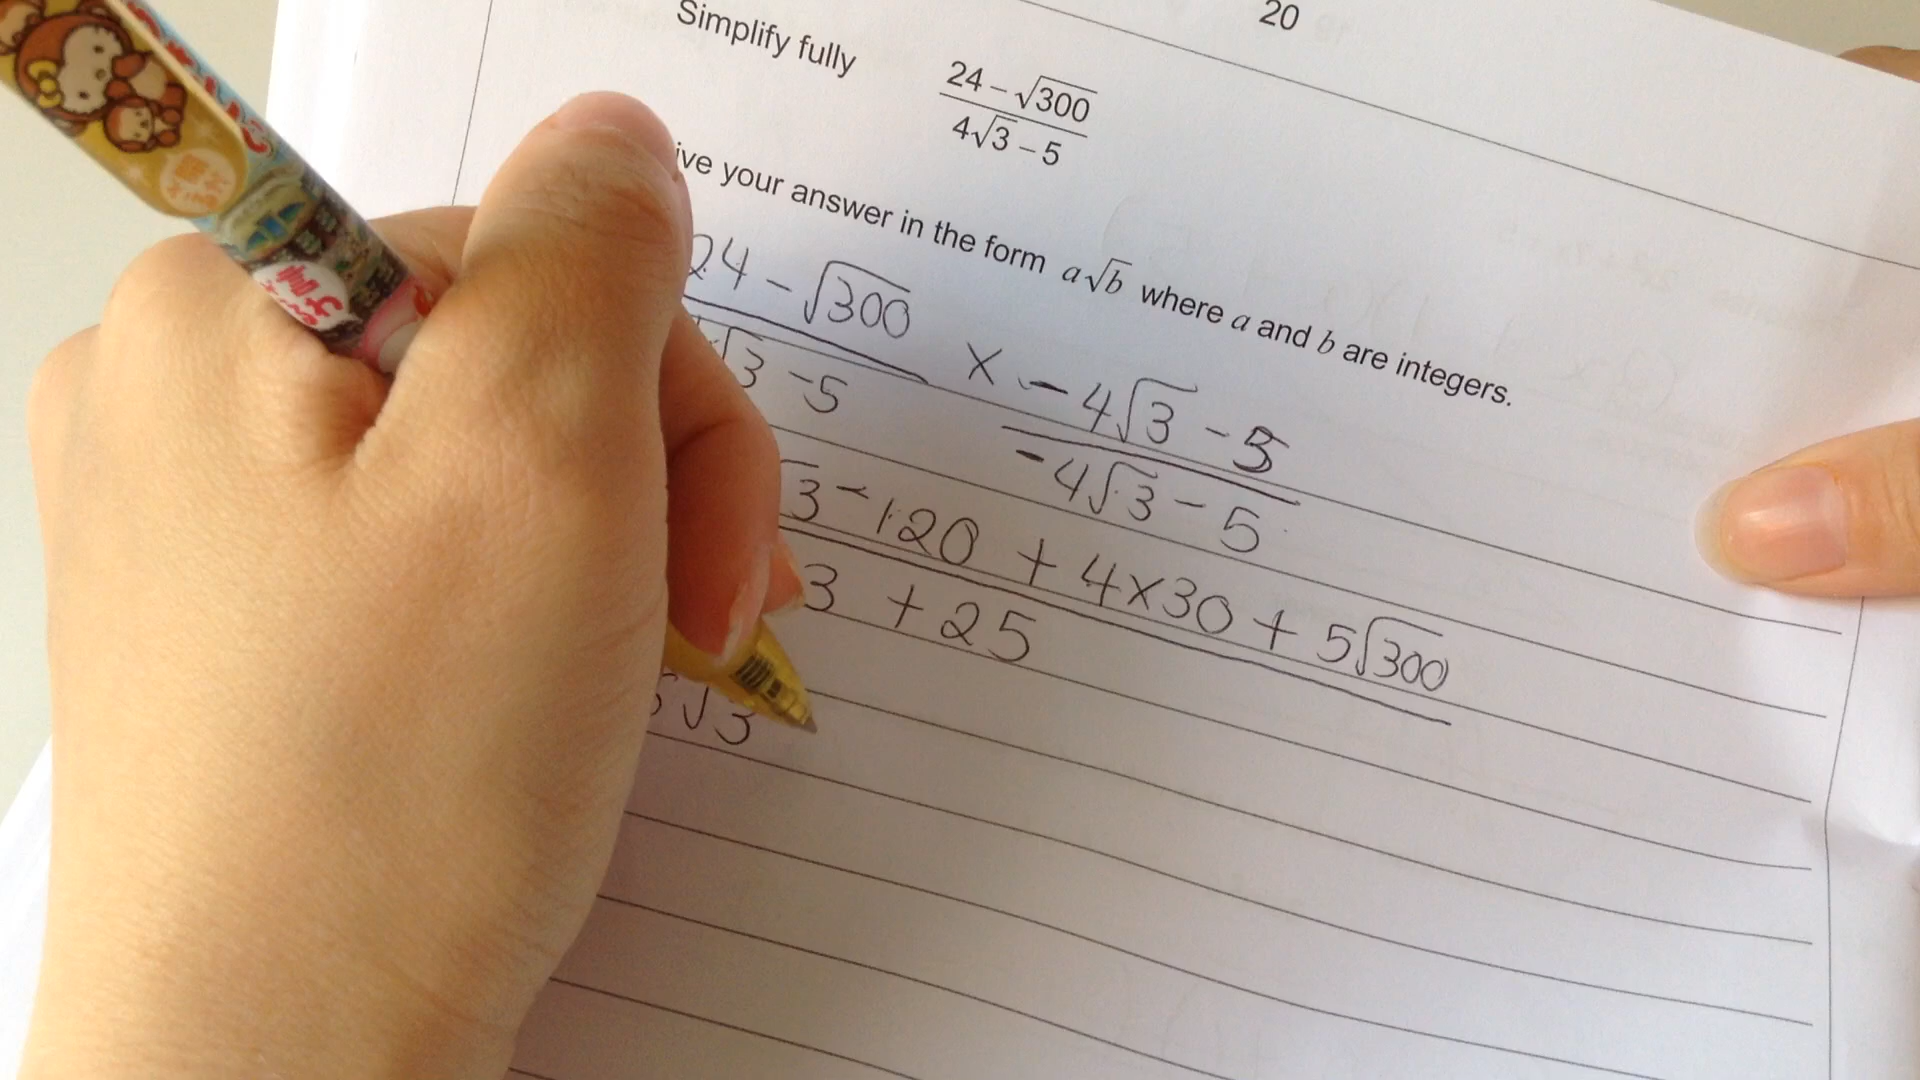 20
Simplify fully
24 – √300
4√3 – 5
ive your answer in the form a√b where a and b are integers.
24 - √300 × -4√3 - 5
√3 - 5 -4√3 - 5
√3 - 120 + 4×30 + 5√300
3 + 25
√3